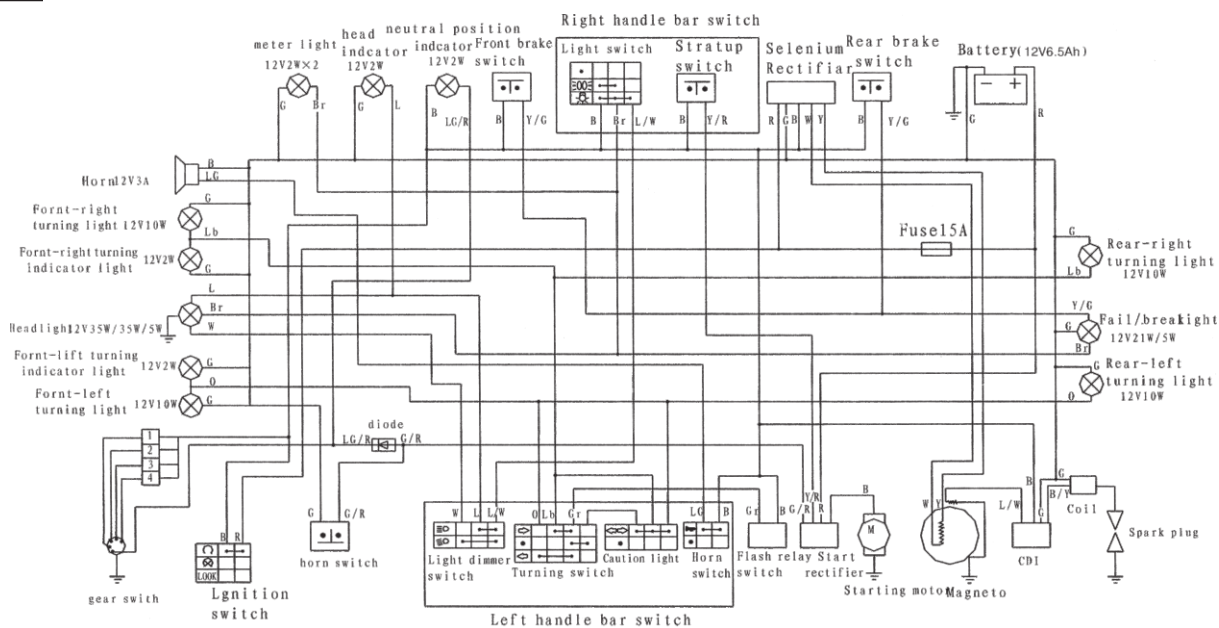 Right handle bar switch
meter light
12V2W×2
head
indcator
12V2W
neutral position
indcator
12V2W
Front brake
switch
Light switch
Stratup
switch
Selenium
Rectifiar
Rear brake
switch
Battery(12V6.5Ah)
G
Br
G
L
B
LG/R
B
Y/G
B
Br
L/W
B
Y/R
R
G
B
W
Y
B
Y/G
G
R
Horn12V3A
B
LG
Fornt-right
turning light 12V10W
G
Lb
Fornt-right turning
indicator light
12V2W
G
Fuse15A
G
Lb
Rear-right
turning light
12V10W
Headlight12V35W/35W/5W
L
Br
W
Y/G
G
Br
Fail/.breakight
12V21W/5W
Fornt-lift turning
indicator light
12V2W
G
O
Fornt-left
turning light
12V10W
G
G
O
Rear-left
turning light
12V10W
1
2
3
4
diode
LG/R
G/R
gear swith
B
R
LOOK
Lgnition
switch
G
G/R
horn switch
W
L
L/W
Light dimmer
switch
O
Lb
Gr
Turning switch
Caution light
LG
B
Horn
switch
Left handle bar switch
Gr
B
Flash relay
switch
G/R
Y/R
R
Start
rectifier
B
M
Starting motor
W
Y
Magneto
L/W
B
G
CDI
G
B/Y
Coil
Spark plug